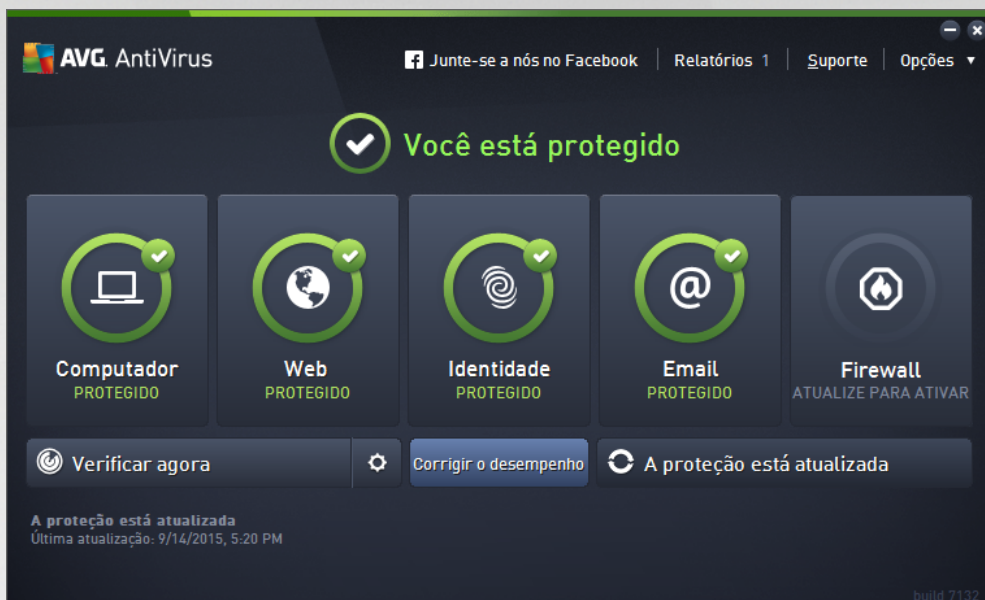 AVG. AntiVirus
Junte-se a nós no Facebook
Relatórios 1
Suporte
Opções
Você está protegido
Computador
PROTEGIDO
Web
PROTEGIDO
Identidade
PROTEGIDO
@
Email
PROTEGIDO
Firewall
ATUALIZE PARA ATIVAR
Verificar agora
Corrigir o desempenho
A proteção está atualizada
A proteção está atualizada
Última atualização: 9/14/2015, 5:20 PM
build 7132